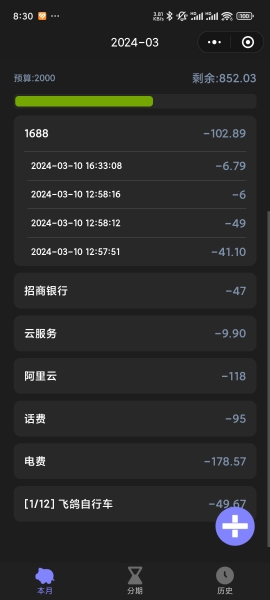 8:30
2024-03
预算:2000
剩余:852.03
1688 -102.89
2024-03-10 16:33:08 -6.79
2024-03-10 12:58:16 -6
2024-03-10 12:58:12 -49
2024-03-10 12:57:51 -41.10
招商银行 -47
云服务 -9.90
阿里云 -118
话费 -95
电费 -178.57
[1/12] 飞鸽自行车 -49.67
本月 分期 历史